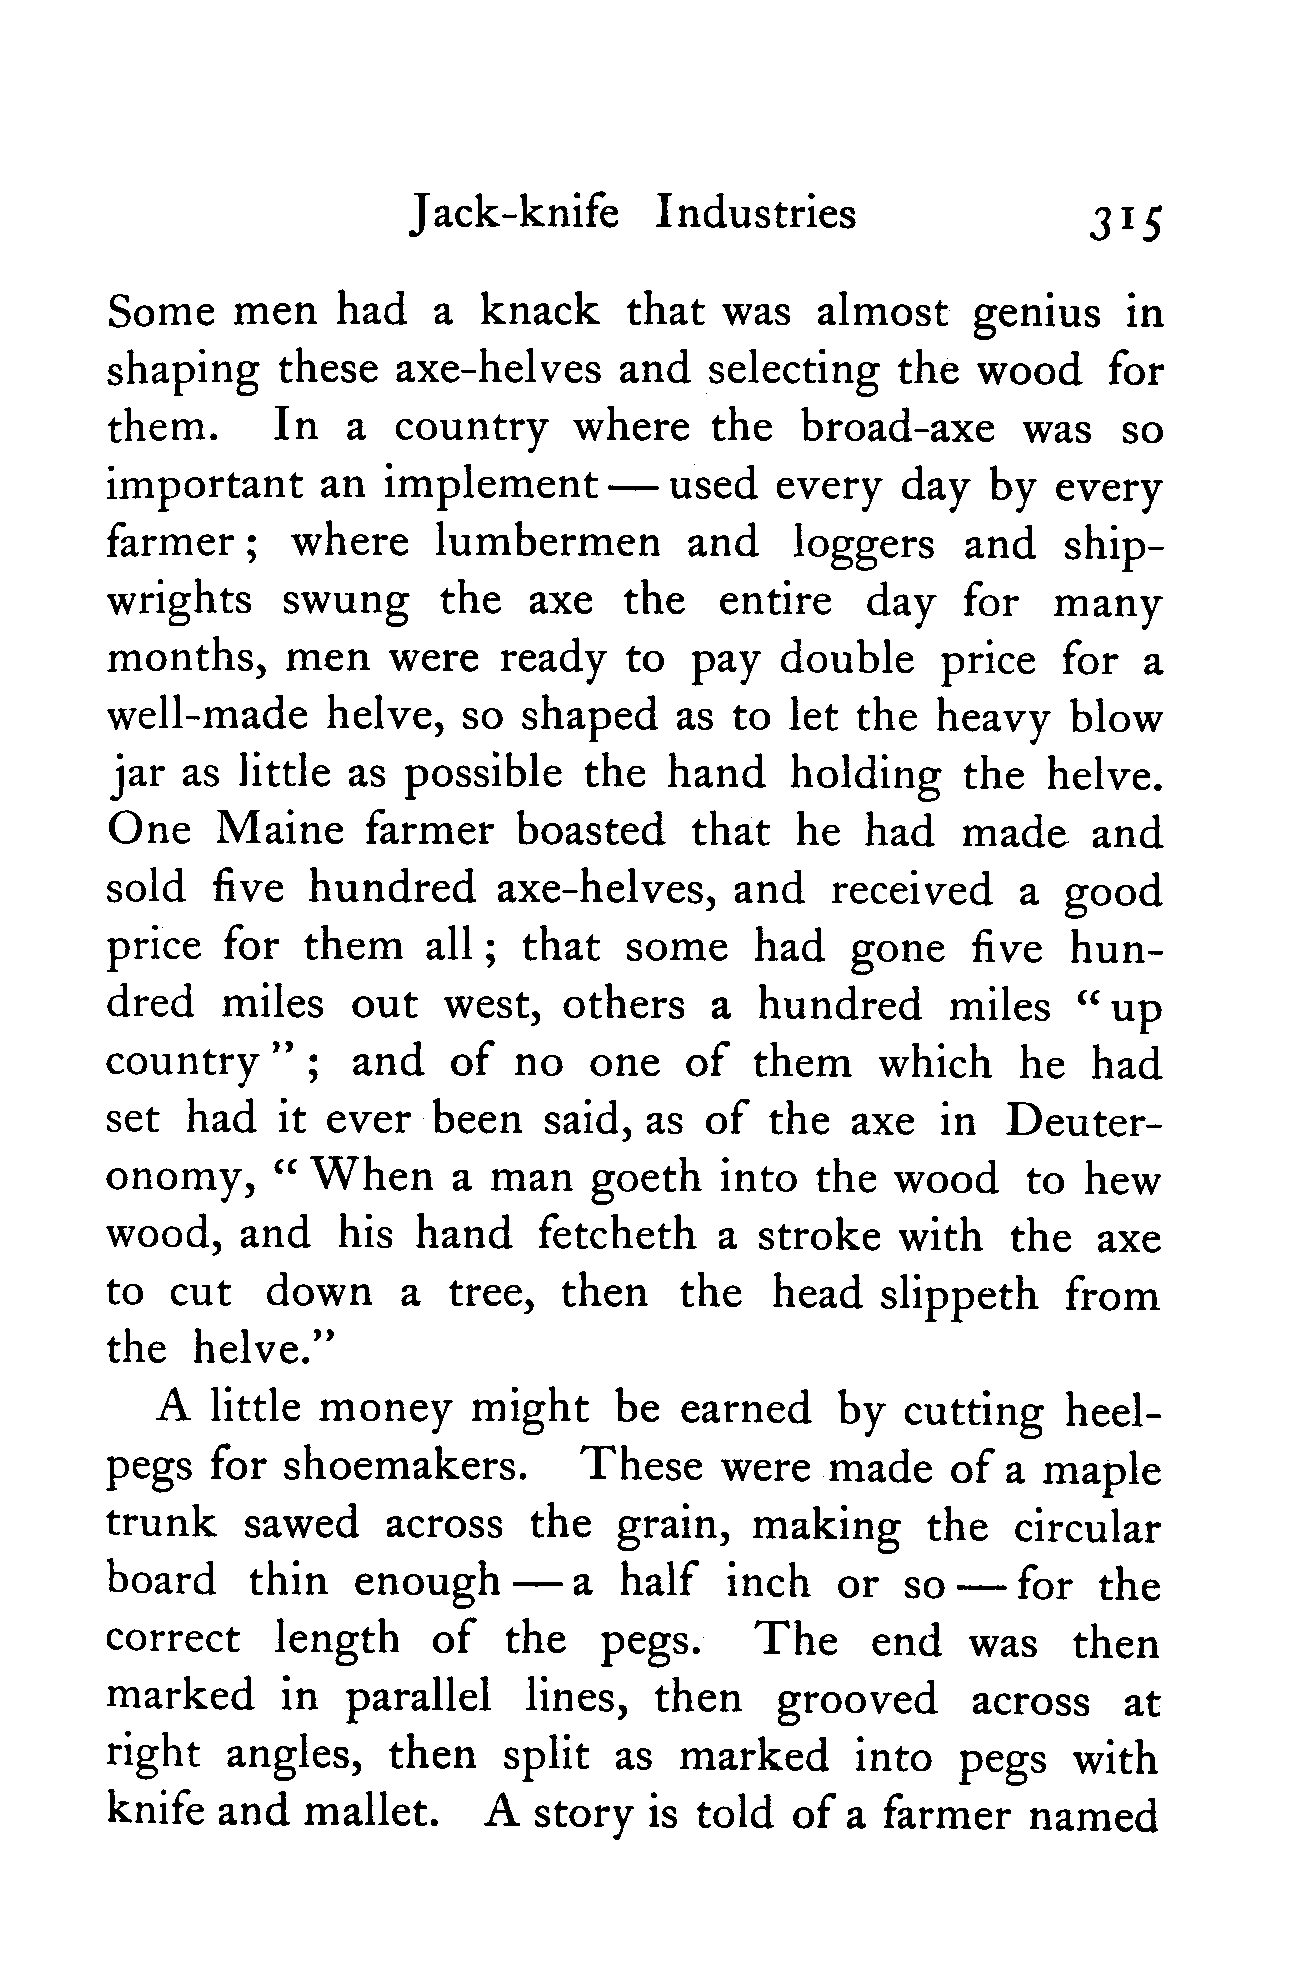 Jack-knife Industries 315
Some men had a knack that was almost genius in
shaping these axe-helves and selecting the wood for
them. In a country where the broad-axe was so
important an implement — used every day by every
farmer ; where lumbermen and loggers and ship-
wrights swung the axe the entire day for many
months, men were ready to pay double price for a
well-made helve, so shaped as to let the heavy blow
jar as little as possible the hand holding the helve.
One Maine farmer boasted that he had made and
sold five hundred axe-helves, and received a good
price for them all ; that some had gone five hun-
dred miles out west, others a hundred miles “ up
country ” ; and of no one of them which he had
set had it ever been said, as of the axe in Deuter-
onomy, “ When a man goeth into the wood to hew
wood, and his hand fetcheth a stroke with the axe
to cut down a tree, then the head slippeth from
the helve.”
A little money might be earned by cutting heel-
pegs for shoemakers. These were made of a maple
trunk sawed across the grain, making the circular
board thin enough — a half inch or so — for the
correct length of the pegs. The end was then
marked in parallel lines, then grooved across at
right angles, then split as marked into pegs with
knife and mallet. A story is told of a farmer named